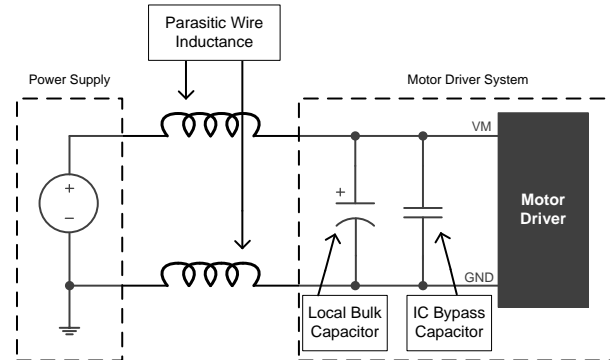 Parasitic Wire
Inductance
Power Supply
Motor Driver System
VM
+
–
+
Motor
Driver
GND
Local Bulk
Capacitor
IC Bypass
Capacitor